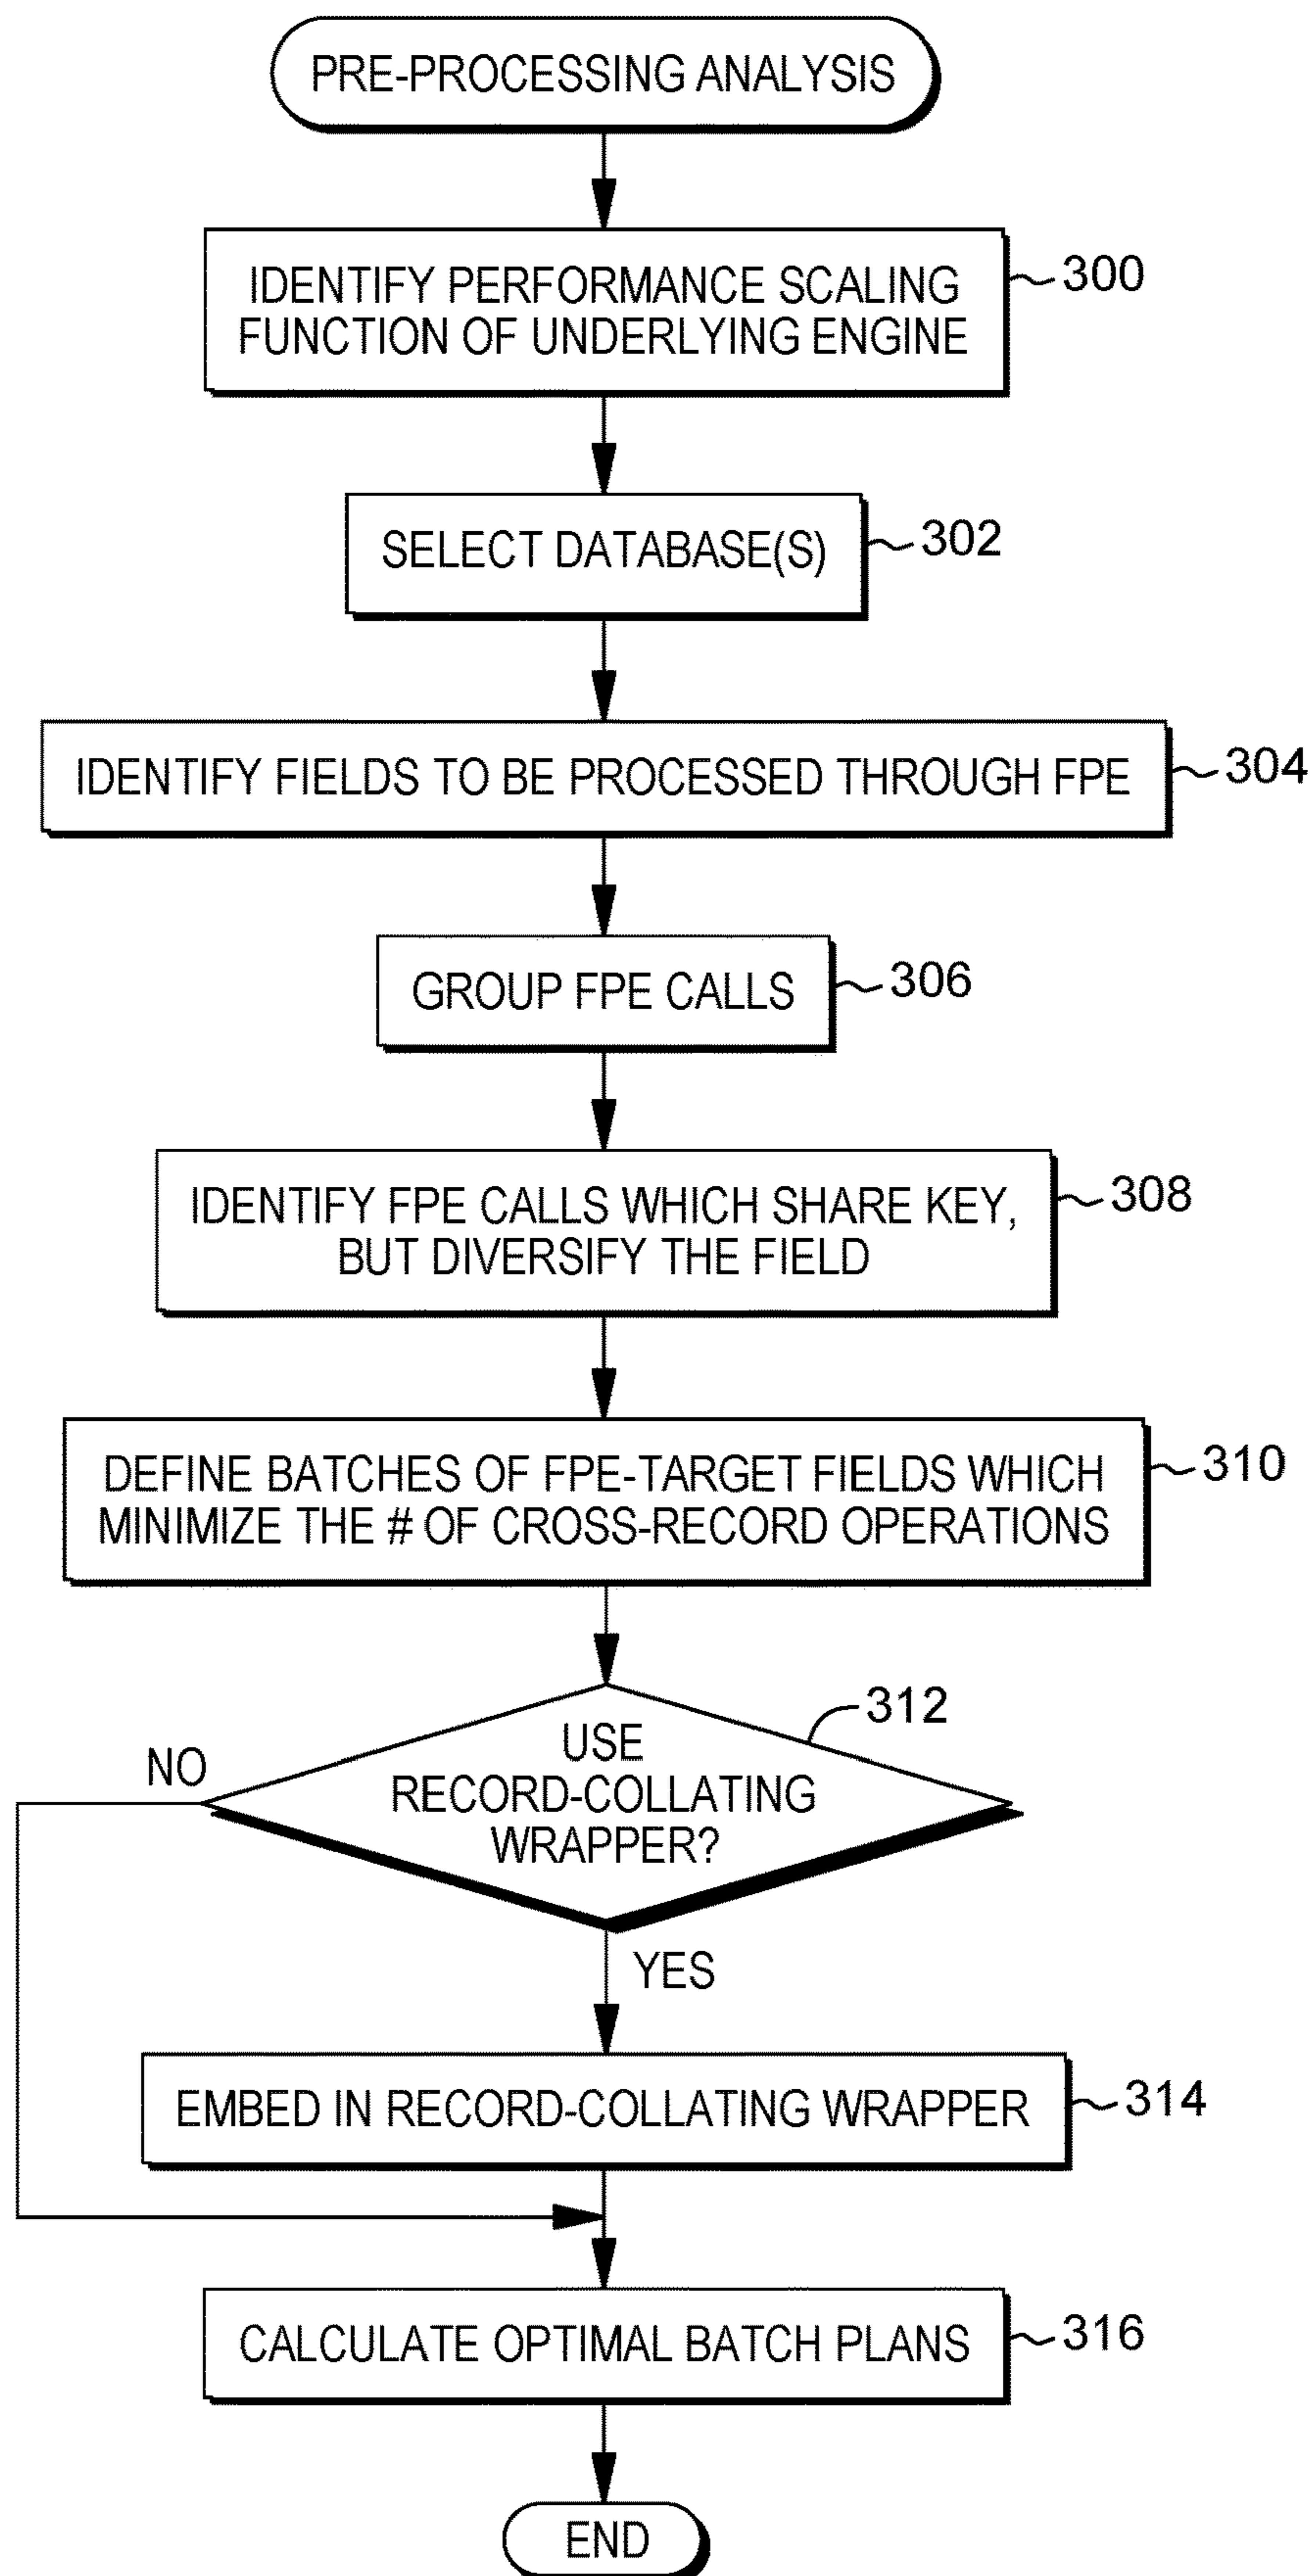 PRE-PROCESSING ANALYSIS
IDENTIFY PERFORMANCE SCALING
FUNCTION OF UNDERLYING ENGINE
300
SELECT DATABASE(S)
302
IDENTIFY FIELDS TO BE PROCESSED THROUGH FPE
304
GROUP FPE CALLS
306
IDENTIFY FPE CALLS WHICH SHARE KEY,
BUT DIVERSIFY THE FIELD
308
DEFINE BATCHES OF FPE-TARGET FIELDS WHICH
MINIMIZE THE # OF CROSS-RECORD OPERATIONS
310
USE
RECORD-COLLATING
WRAPPER?
312
NO
YES
EMBED IN RECORD-COLLATING WRAPPER
314
CALCULATE OPTIMAL BATCH PLANS
316
END